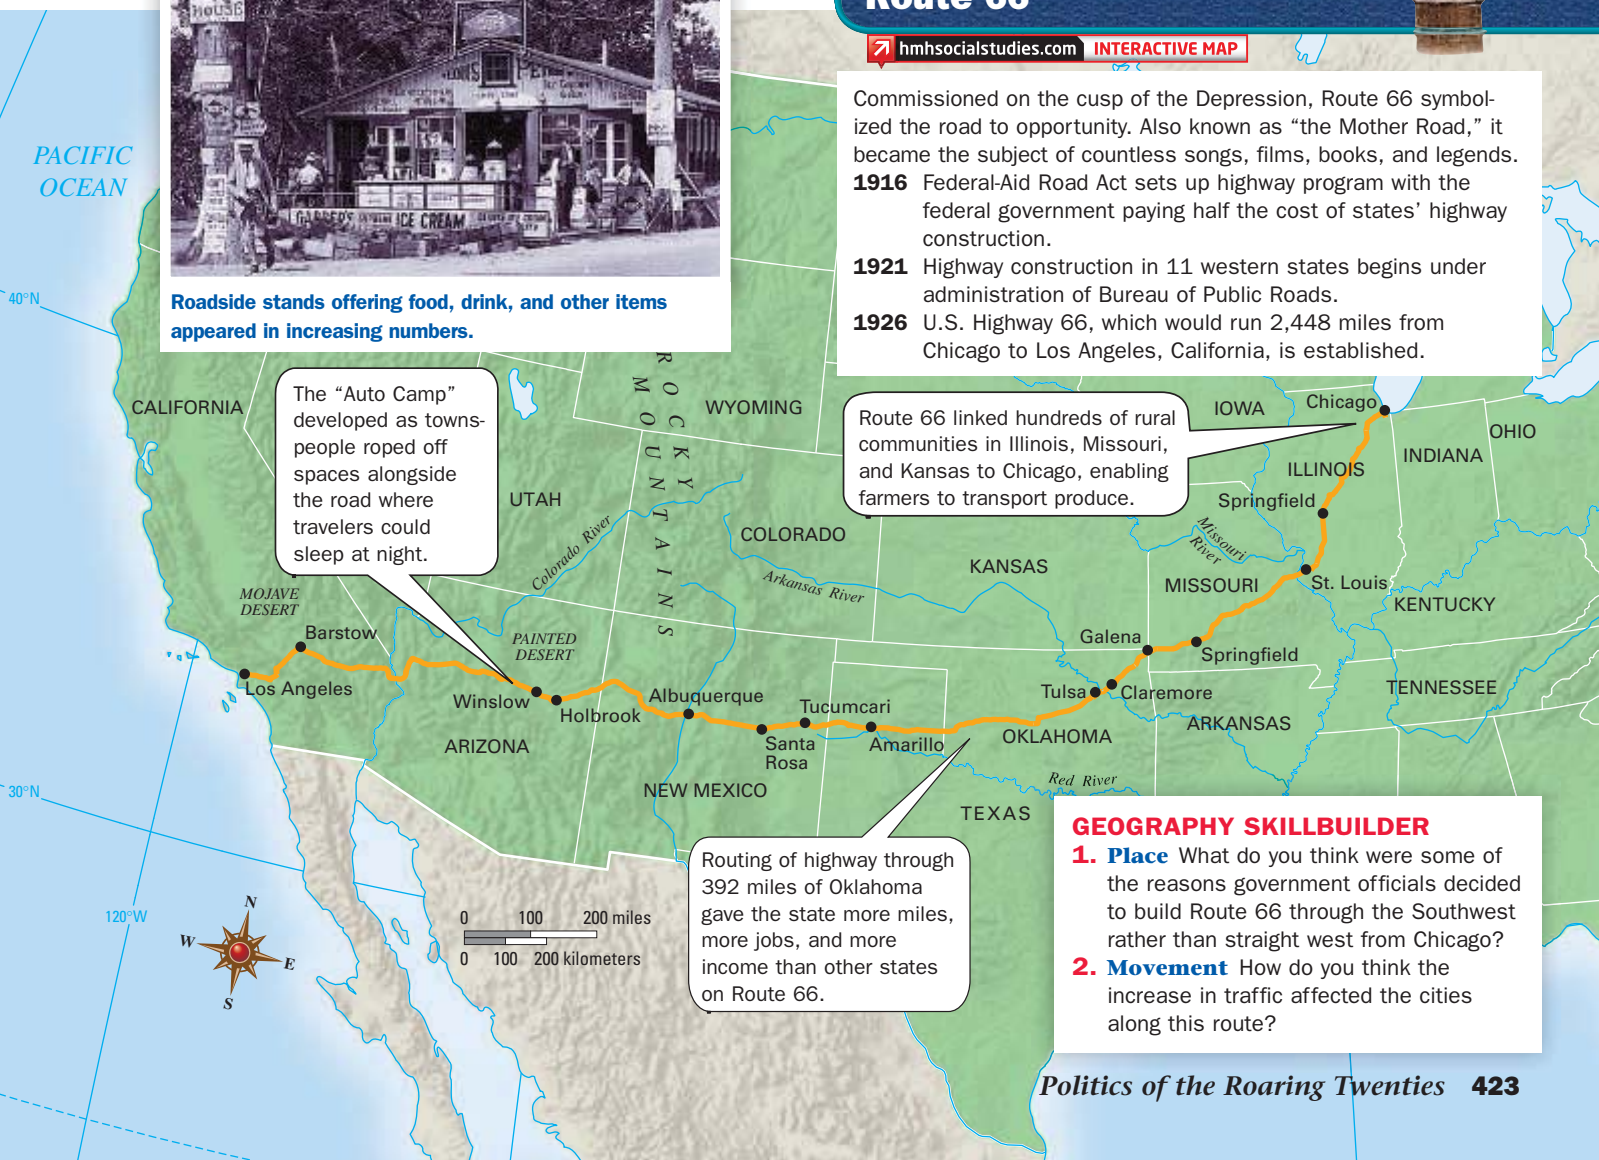 HOUSE
ICE CREAM
Roadside stands offering food, drink, and other items
appeared in increasing numbers.
Route 66
hmhsocialstudies.com INTERACTIVE MAP
Commissioned on the cusp of the Depression, Route 66 symbol-
ized the road to opportunity. Also known as “the Mother Road,” it
became the subject of countless songs, films, books, and legends.
1916 Federal-Aid Road Act sets up highway program with the
federal government paying half the cost of states’ highway
construction.
1921 Highway construction in 11 western states begins under
administration of Bureau of Public Roads.
1926 U.S. Highway 66, which would run 2,448 miles from
Chicago to Los Angeles, California, is established.
PACIFIC
OCEAN
40°N
30°N
120°W
The “Auto Camp”
developed as towns-
people roped off
spaces alongside
the road where
travelers could
sleep at night.
Route 66 linked hundreds of rural
communities in Illinois, Missouri,
and Kansas to Chicago, enabling
farmers to transport produce.
CALIFORNIA
UTAH
WYOMING
COLORADO
KANSAS
IOWA
Chicago
OHIO
INDIANA
ILLINOIS
Springfield
Missouri
River
MISSOURI
St. Louis
KENTUCKY
ROCKY
MOUNTAINS
Colorado River
Arkansas River
MOJAVE
DESERT
Barstow
Los Angeles
PAINTED
DESERT
Winslow
Holbrook
Albuquerque
Tucumcari
Santa
Rosa
Amarillo
Galena
Springfield
Tulsa
Claremore
TENNESSEE
ARKANSAS
OKLAHOMA
ARIZONA
NEW MEXICO
Red River
TEXAS
Routing of highway through
392 miles of Oklahoma
gave the state more miles,
more jobs, and more
income than other states
on Route 66.
N
W
E
S
0 100 200 miles
0 100 200 kilometers
GEOGRAPHY SKILLBUILDER
1. Place What do you think were some of
the reasons government officials decided
to build Route 66 through the Southwest
rather than straight west from Chicago?
2. Movement How do you think the
increase in traffic affected the cities
along this route?
Politics of the Roaring Twenties 423